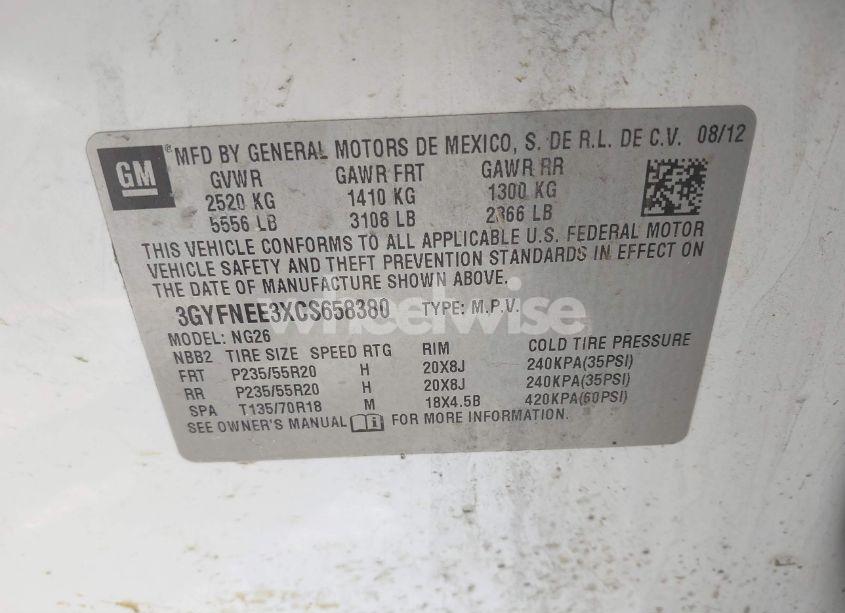 GM ® MFD BY GENERAL MOTORS DE MEXICO, S. DE R.L. DE C.V. 08/12
GVWR GAWR FRT GAWR RR
2520 KG 1410 KG 1300 KG
5556 LB 3108 LB 2866 LB
THIS VEHICLE CONFORMS TO ALL APPLICABLE U.S. FEDERAL MOTOR
VEHICLE SAFETY AND THEFT PREVENTION STANDARDS IN EFFECT ON
THE DATE OF MANUFACTURE SHOWN ABOVE.
3GYFNEE3XCS658380 TYPE: M.P.V.
wheelwise
MODEL: NG26
NBB2 TIRE SIZE SPEED RTG RIM COLD TIRE PRESSURE
FRT P235/55R20 H 20X8J 240KPA(35PSI)
RR P235/55R20 H 20X8J 240KPA(35PSI)
SPA T135/70R18 M 18X4.5B 420KPA(60PSI)
SEE OWNER'S MANUAL FOR MORE INFORMATION.